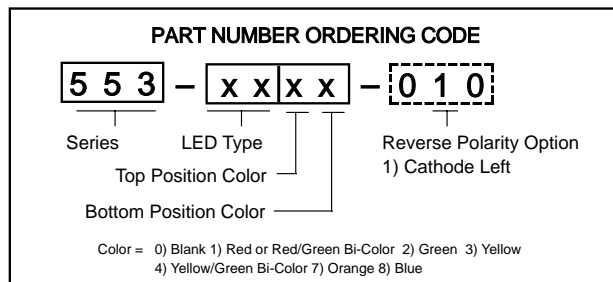 PART NUMBER ORDERING CODE
5 5 3 – x x x x – 0 1 0
Series LED Type Reverse Polarity Option
1) Cathode Left
Top Position Color
Bottom Position Color
Color = 0) Blank 1) Red or Red/Green Bi-Color 2) Green 3) Yellow
4) Yellow/Green Bi-Color 7) Orange 8) Blue